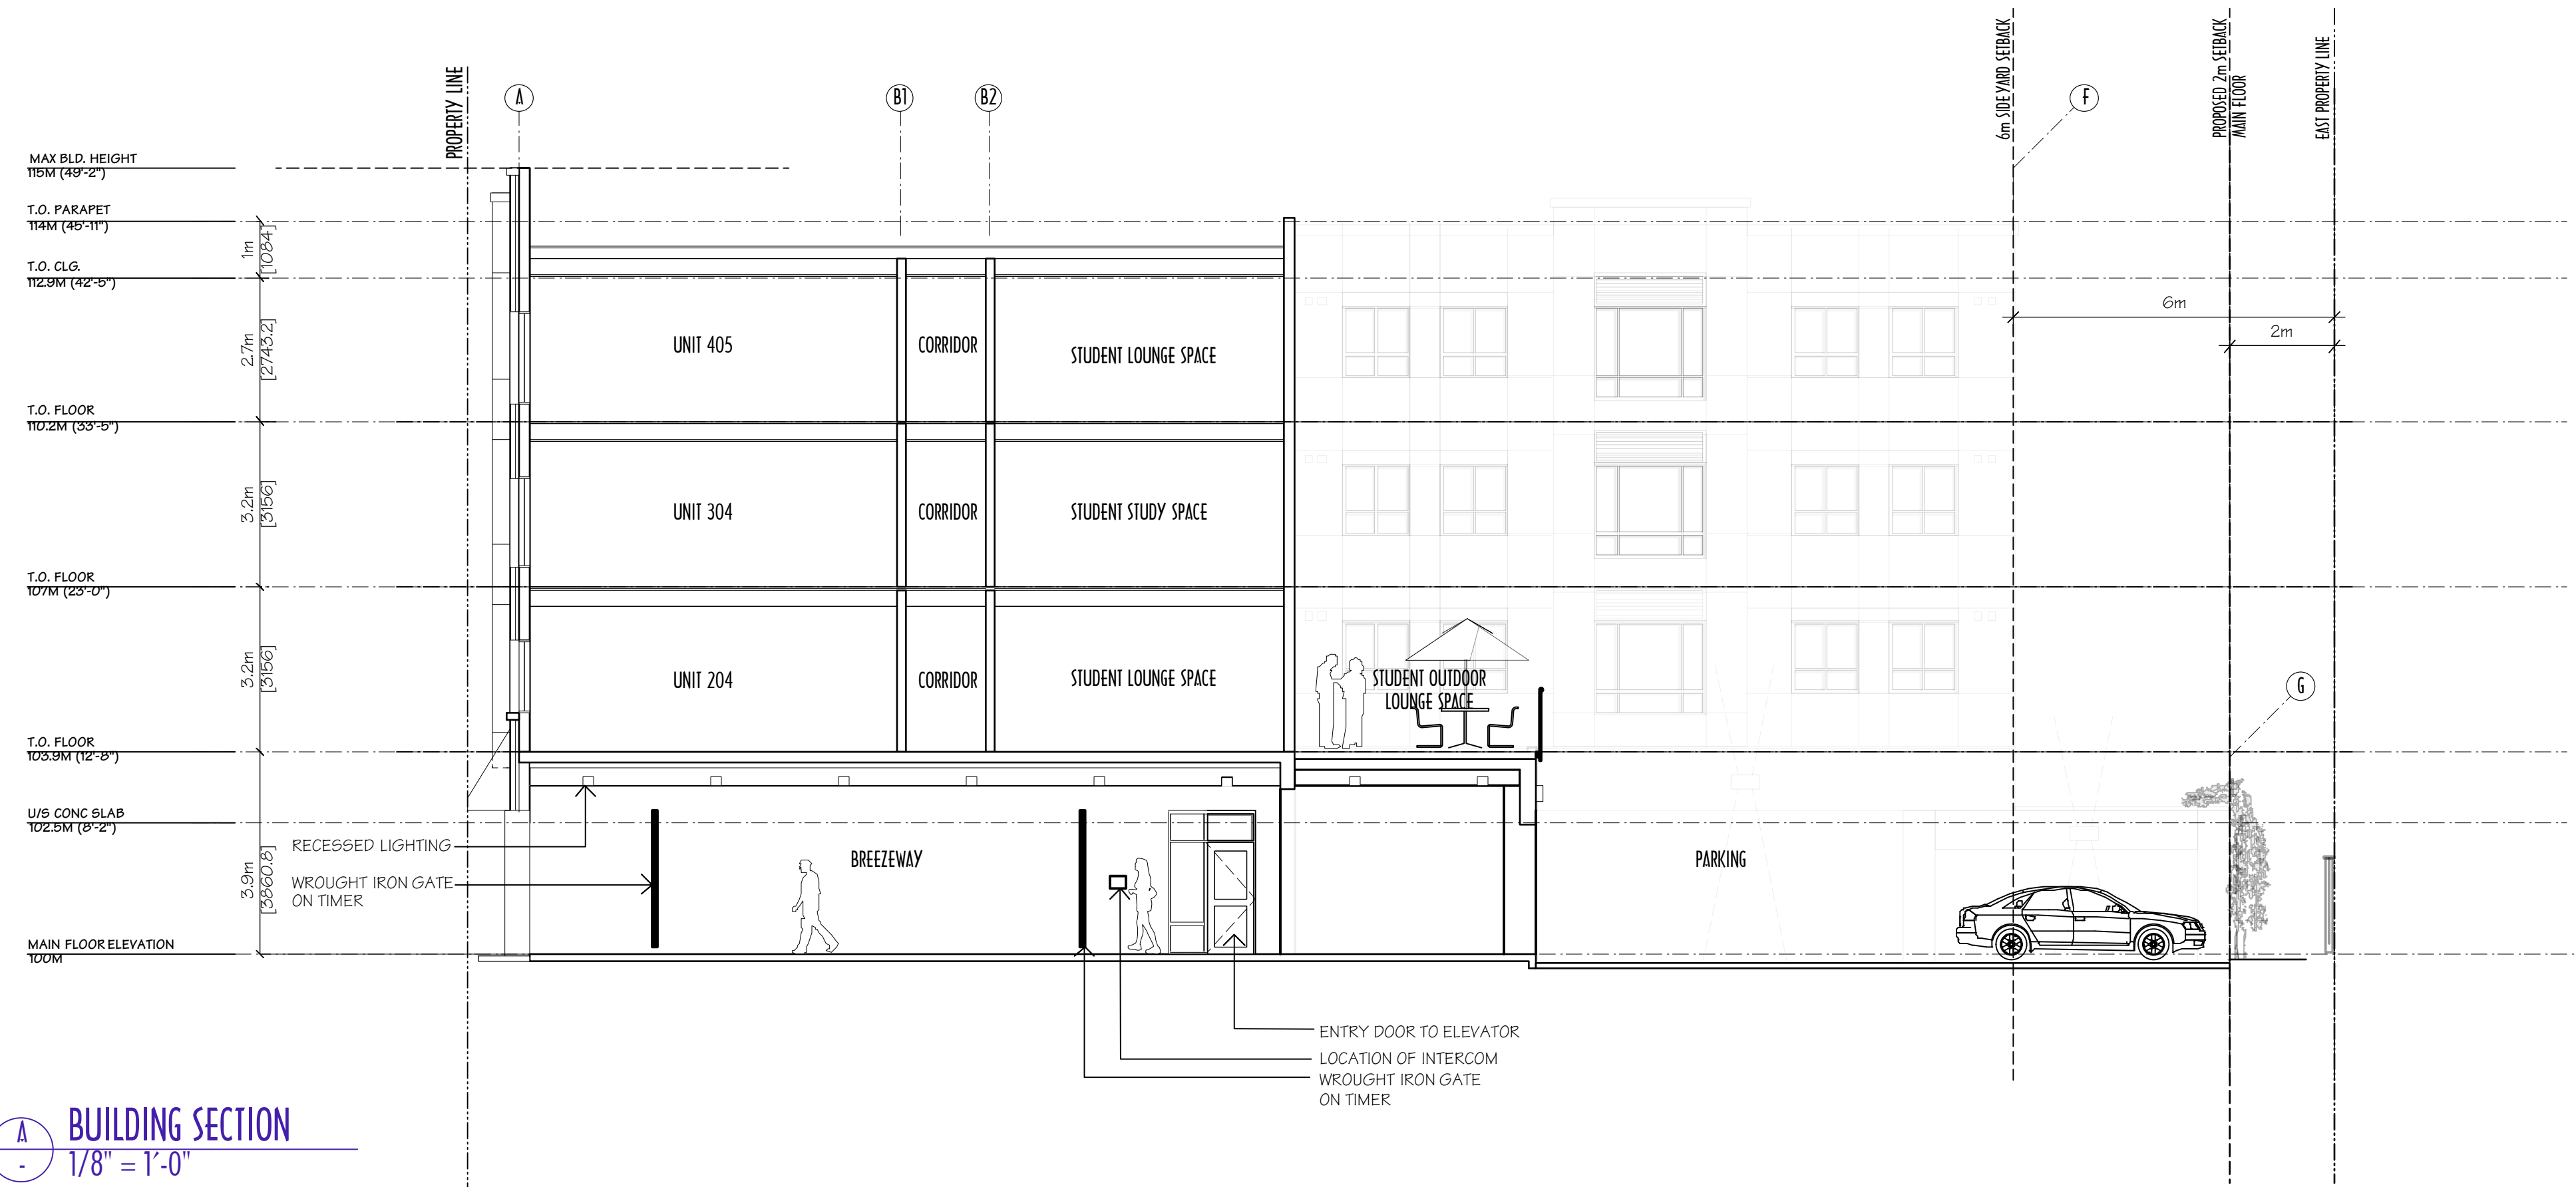 PROPERTY LINE
A
B1
B2
6m SIDEYARD SETBACK
F
PROPOSED 2m SETBACK
MAIN FLOOR
EAST PROPERTY LINE
MAX BLD. HEIGHT
115M (49'-2")
T.O. PARAPET
114M (45'-11")
1m
[1084]
T.O. CLG.
112.9M (42'-5")
6m
2m
2.7m
[2743.2]
UNIT 405
CORRIDOR
STUDENT LOUNGE SPACE
T.O. FLOOR
110.2M (33'-5")
3.2m
[3156]
UNIT 304
CORRIDOR
STUDENT STUDY SPACE
T.O. FLOOR
107M (23'-0")
3.2m
[3156]
UNIT 204
CORRIDOR
STUDENT LOUNGE SPACE
STUDENT OUTDOOR
LOUNGE SPACE
G
T.O. FLOOR
103.9M (12'-8")
U/S CONC SLAB
102.5M (8'-2")
3.9m
[3860.8]
RECESSED LIGHTING
WROUGHT IRON GATE
ON TIMER
BREEZEWAY
PARKING
MAIN FLOOR ELEVATION
100M
ENTRY DOOR TO ELEVATOR
LOCATION OF INTERCOM
WROUGHT IRON GATE
ON TIMER
A
-
BUILDING SECTION
1/8" = 1'-0"